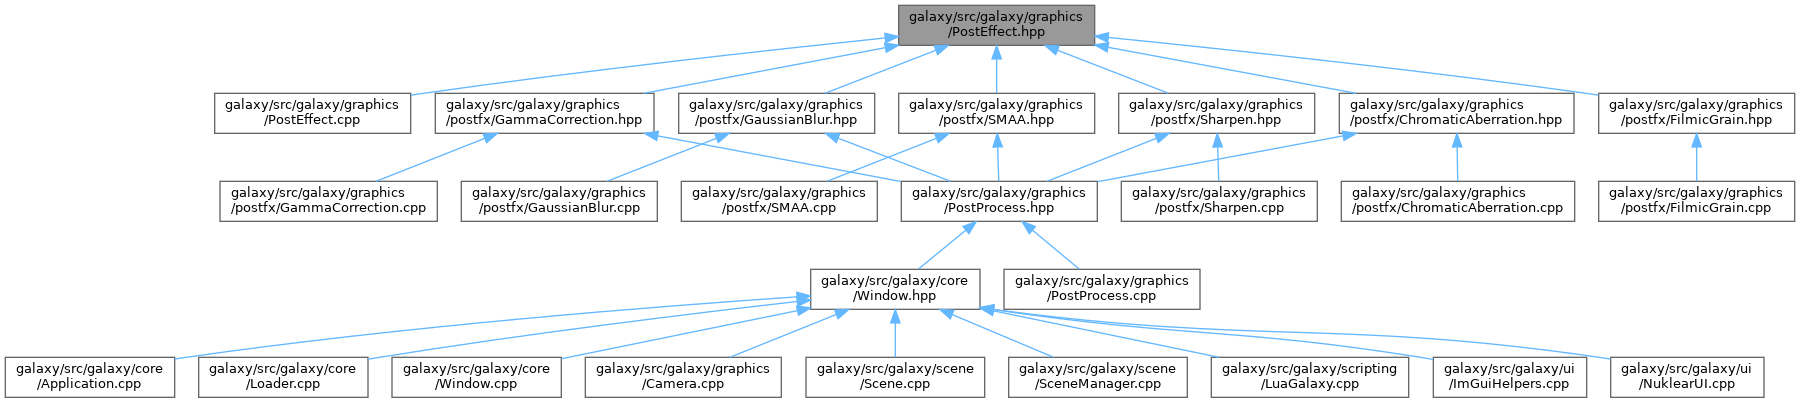 galaxy/src/galaxy/graphics
/PostEffect.hpp
galaxy/src/galaxy/graphics
/PostEffect.cpp
galaxy/src/galaxy/graphics
/postfx/GammaCorrection.hpp
galaxy/src/galaxy/graphics
/postfx/GaussianBlur.hpp
galaxy/src/galaxy/graphics
/postfx/SMAA.hpp
galaxy/src/galaxy/graphics
/postfx/Sharpen.hpp
galaxy/src/galaxy/graphics
/postfx/ChromaticAberration.hpp
galaxy/src/galaxy/graphics
/postfx/FilmicGrain.hpp
galaxy/src/galaxy/graphics
/postfx/GammaCorrection.cpp
galaxy/src/galaxy/graphics
/postfx/GaussianBlur.cpp
galaxy/src/galaxy/graphics
/postfx/SMAA.cpp
galaxy/src/galaxy/graphics
/PostProcess.hpp
galaxy/src/galaxy/graphics
/postfx/Sharpen.cpp
galaxy/src/galaxy/graphics
/postfx/ChromaticAberration.cpp
galaxy/src/galaxy/graphics
/postfx/FilmicGrain.cpp
galaxy/src/galaxy/core
/Window.hpp
galaxy/src/galaxy/graphics
/PostProcess.cpp
galaxy/src/galaxy/core
/Application.cpp
galaxy/src/galaxy/core
/Loader.cpp
galaxy/src/galaxy/core
/Window.cpp
galaxy/src/galaxy/graphics
/Camera.cpp
galaxy/src/galaxy/scene
/Scene.cpp
galaxy/src/galaxy/scene
/SceneManager.cpp
galaxy/src/galaxy/scripting
/LuaGalaxy.cpp
galaxy/src/galaxy/ui
/ImGuiHelpers.cpp
galaxy/src/galaxy/ui
/NuklearUI.cpp